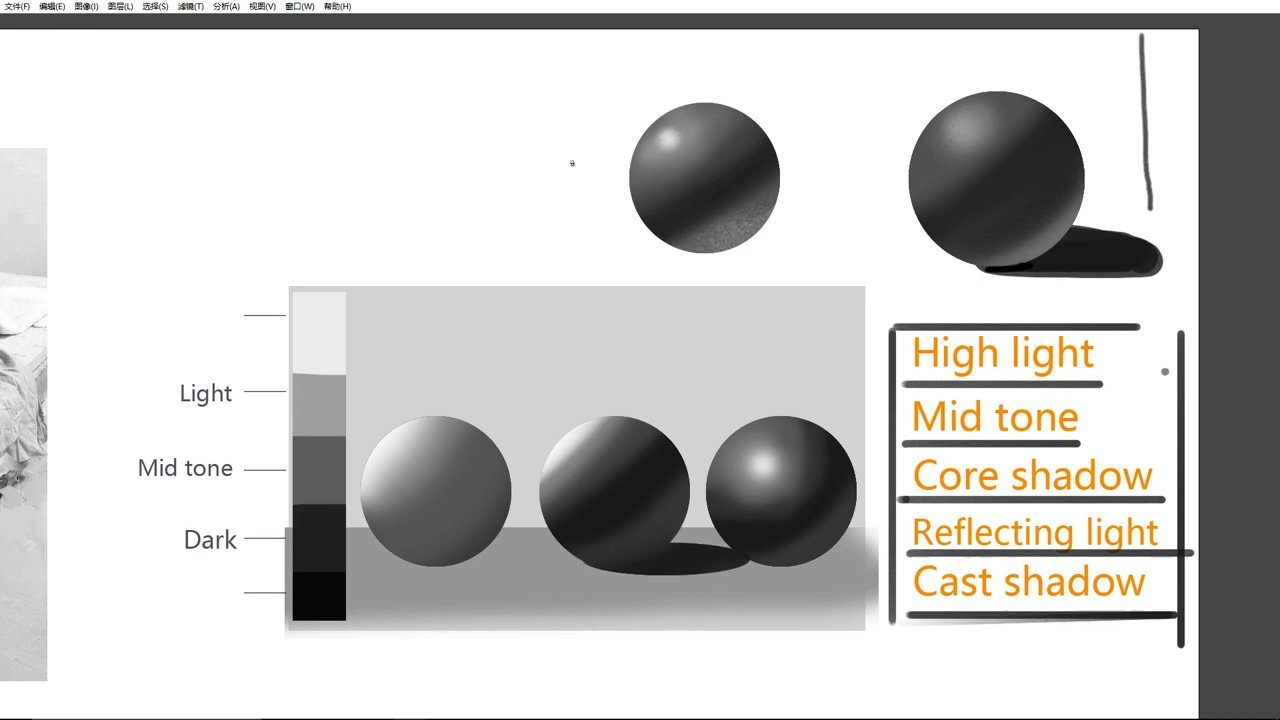 文件(F) 编辑(E) 图像(I) 图层(L) 选择(S) 滤镜(T) 分析(A) 视图(V) 窗口(W) 帮助(H)
Light
Mid tone
Dark
High light
Mid tone
Core shadow
Reflecting light
Cast shadow